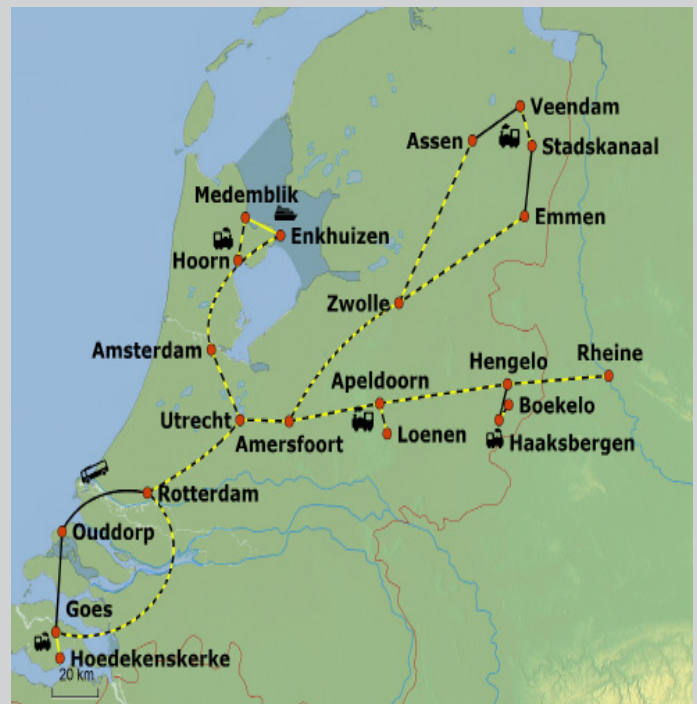 Veendam
Assen
Stadskanaal
Medemblik
Emmen
Enkhuizen
Hoorn
Zwolle
Amsterdam
Hengelo
Rheine
Apeldoorn
Boekelo
Utrecht
Amersfoort
Loenen
Haaksbergen
Rotterdam
Ouddorp
Goes
Hoedekenskerke
20 km